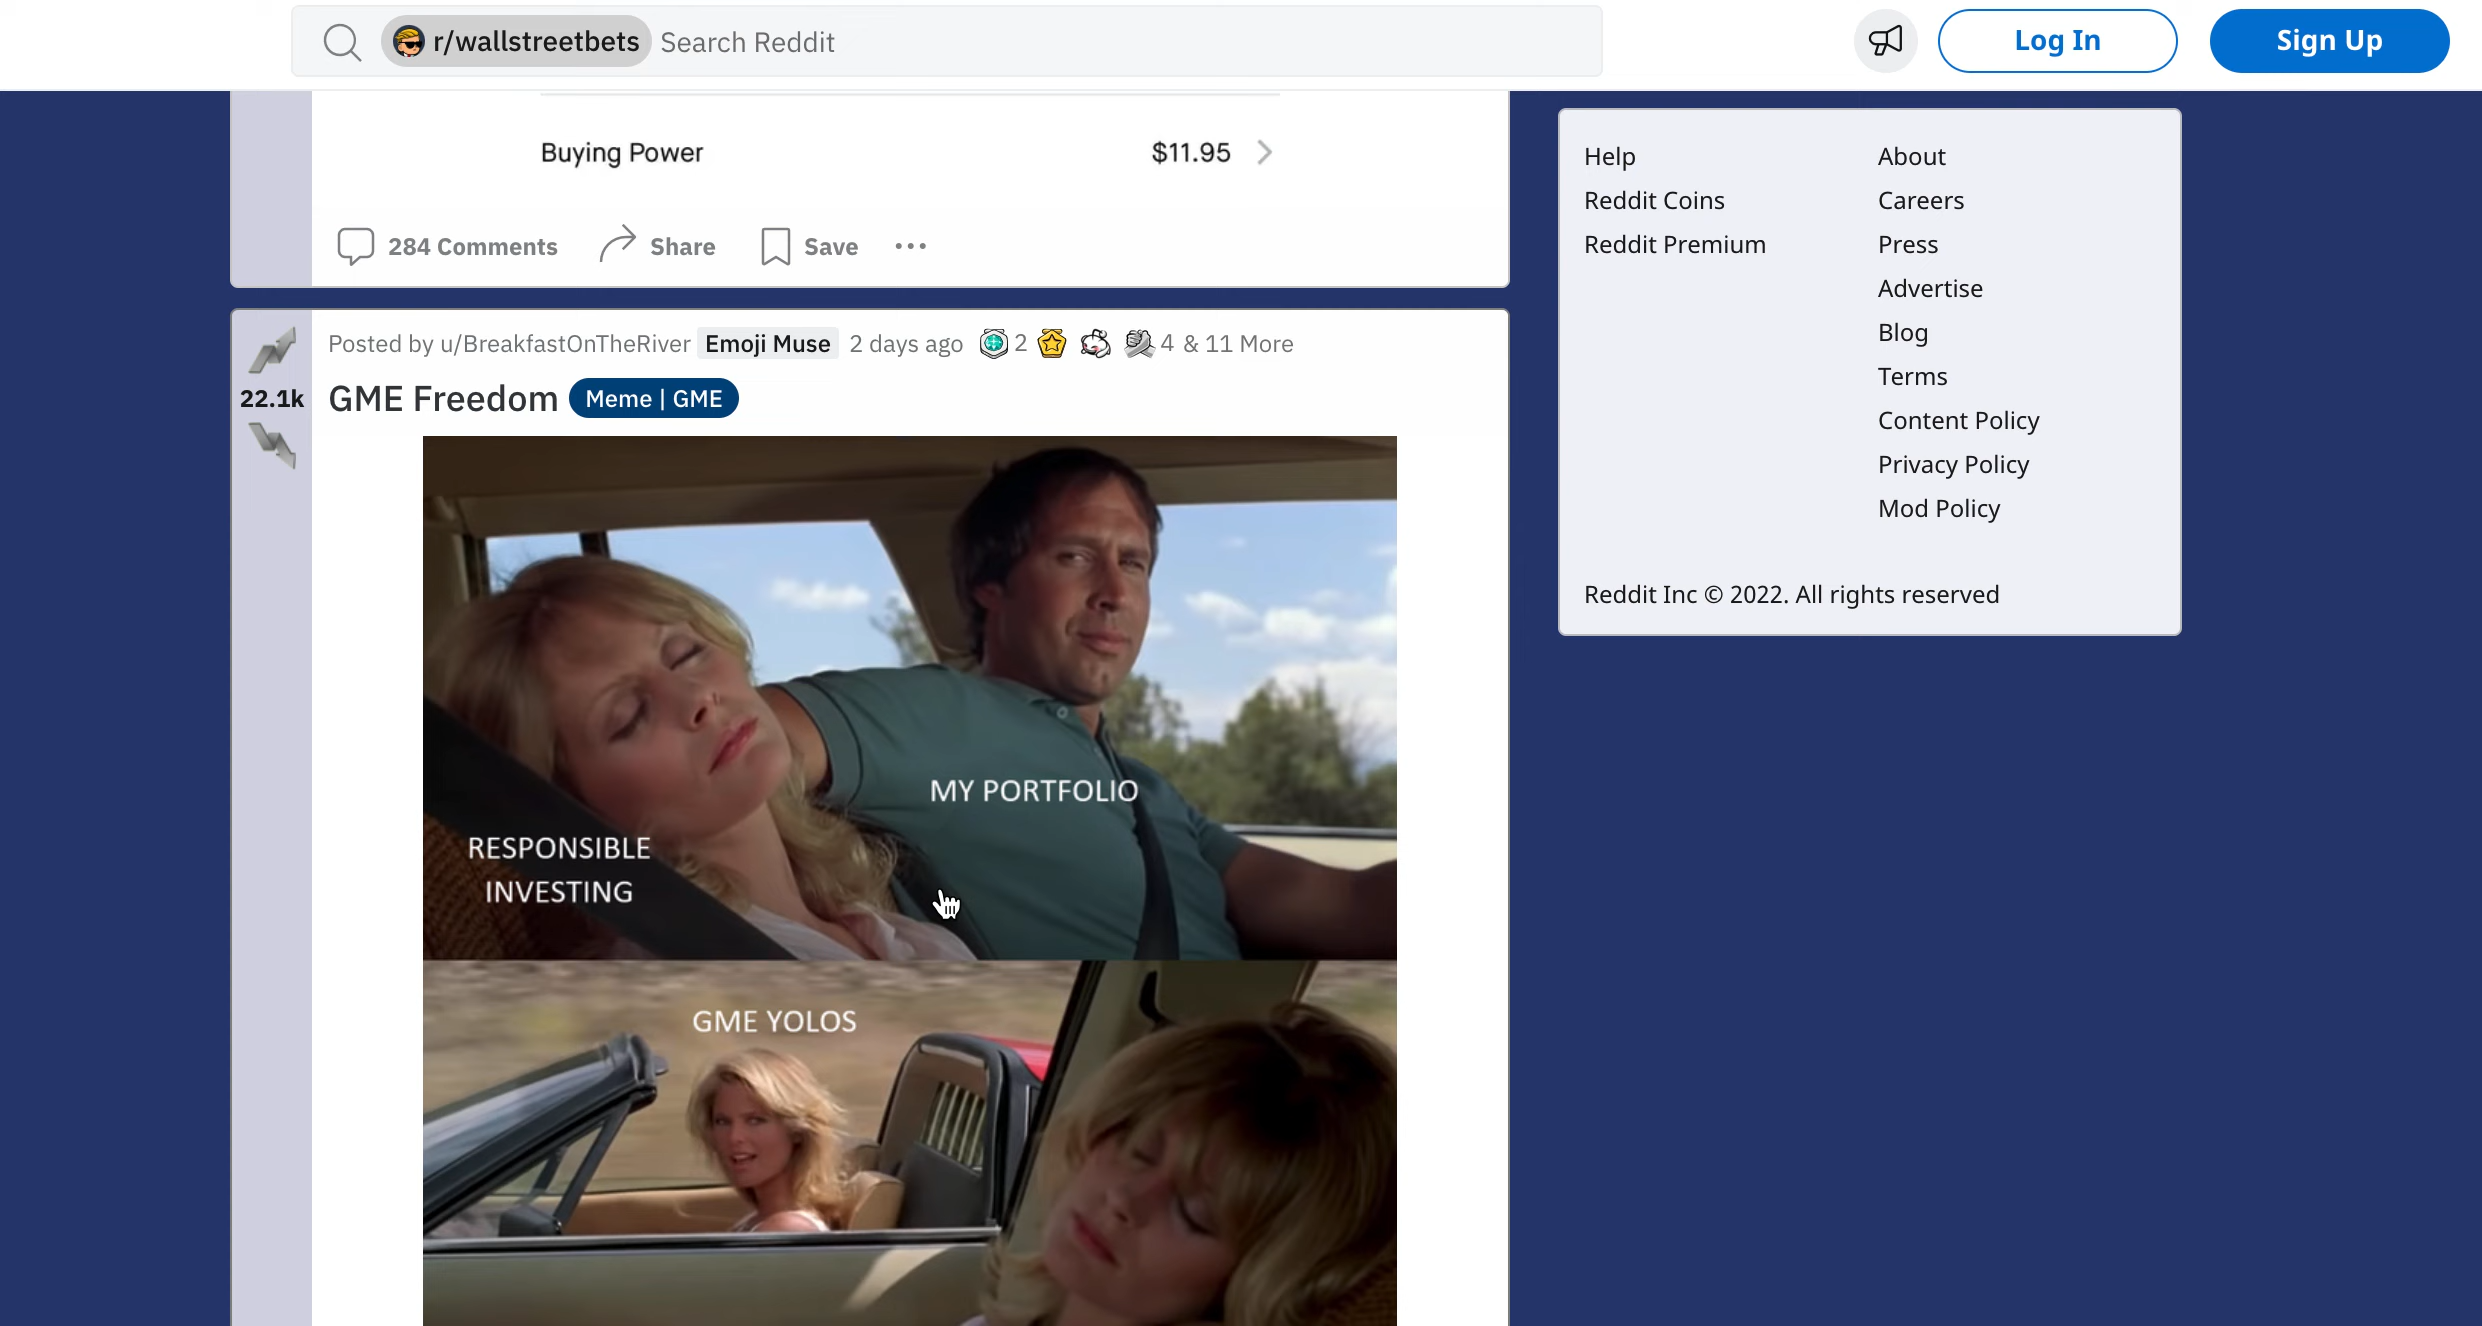 r/wallstreetbets Search Reddit
Log In
Sign Up
Buying Power $11.95
284 Comments Share Save
Posted by u/BreakfastOnTheRiver Emoji Muse 2 days ago 2 4 & 11 More
22.1k
GME Freedom Meme | GME
MY PORTFOLIO
RESPONSIBLE
INVESTING
GME YOLOS
Help
Reddit Coins
Reddit Premium
About
Careers
Press
Advertise
Blog
Terms
Content Policy
Privacy Policy
Mod Policy
Reddit Inc © 2022. All rights reserved